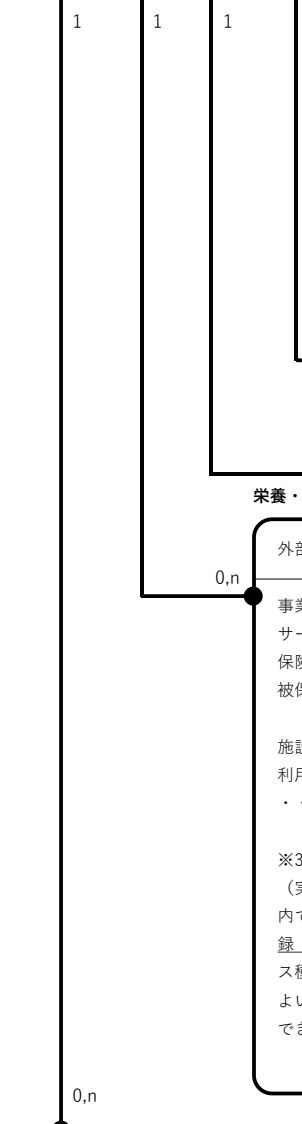 1 1 1
栄養・
外部
0,n
事業
サー
保険
被保
施設
利用
・・
※3
（実
内で
録
ス種
よい
でき
0,n